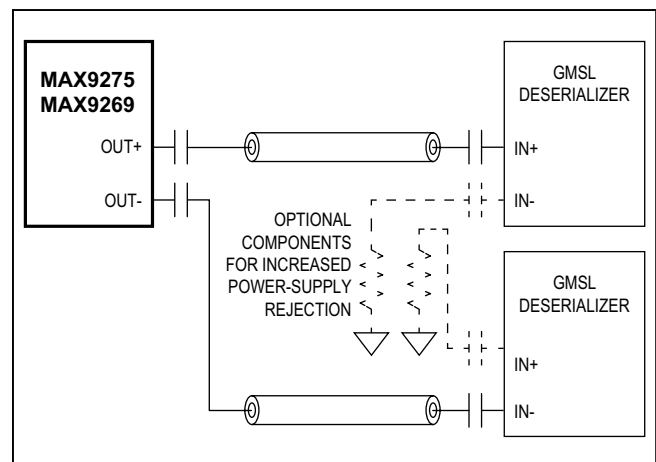 MAX9275
MAX9269
OUT+
OUT-
GMSL
DESERIALIZER
IN+
IN-
OPTIONAL
COMPONENTS
FOR INCREASED
POWER-SUPPLY
REJECTION
GMSL
DESERIALIZER
IN+
IN-